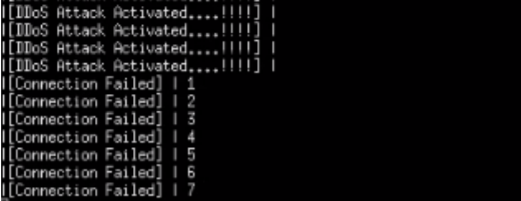 |[DDoS Attack Activated....!!!!] |
|[DDoS Attack Activated....!!!!] |
|[DDoS Attack Activated....!!!!] |
|[DDoS Attack Activated....!!!!] |
|[Connection Failed] | 1
|[Connection Failed] | 2
|[Connection Failed] | 3
|[Connection Failed] | 4
|[Connection Failed] | 5
|[Connection Failed] | 6
|[Connection Failed] | 7